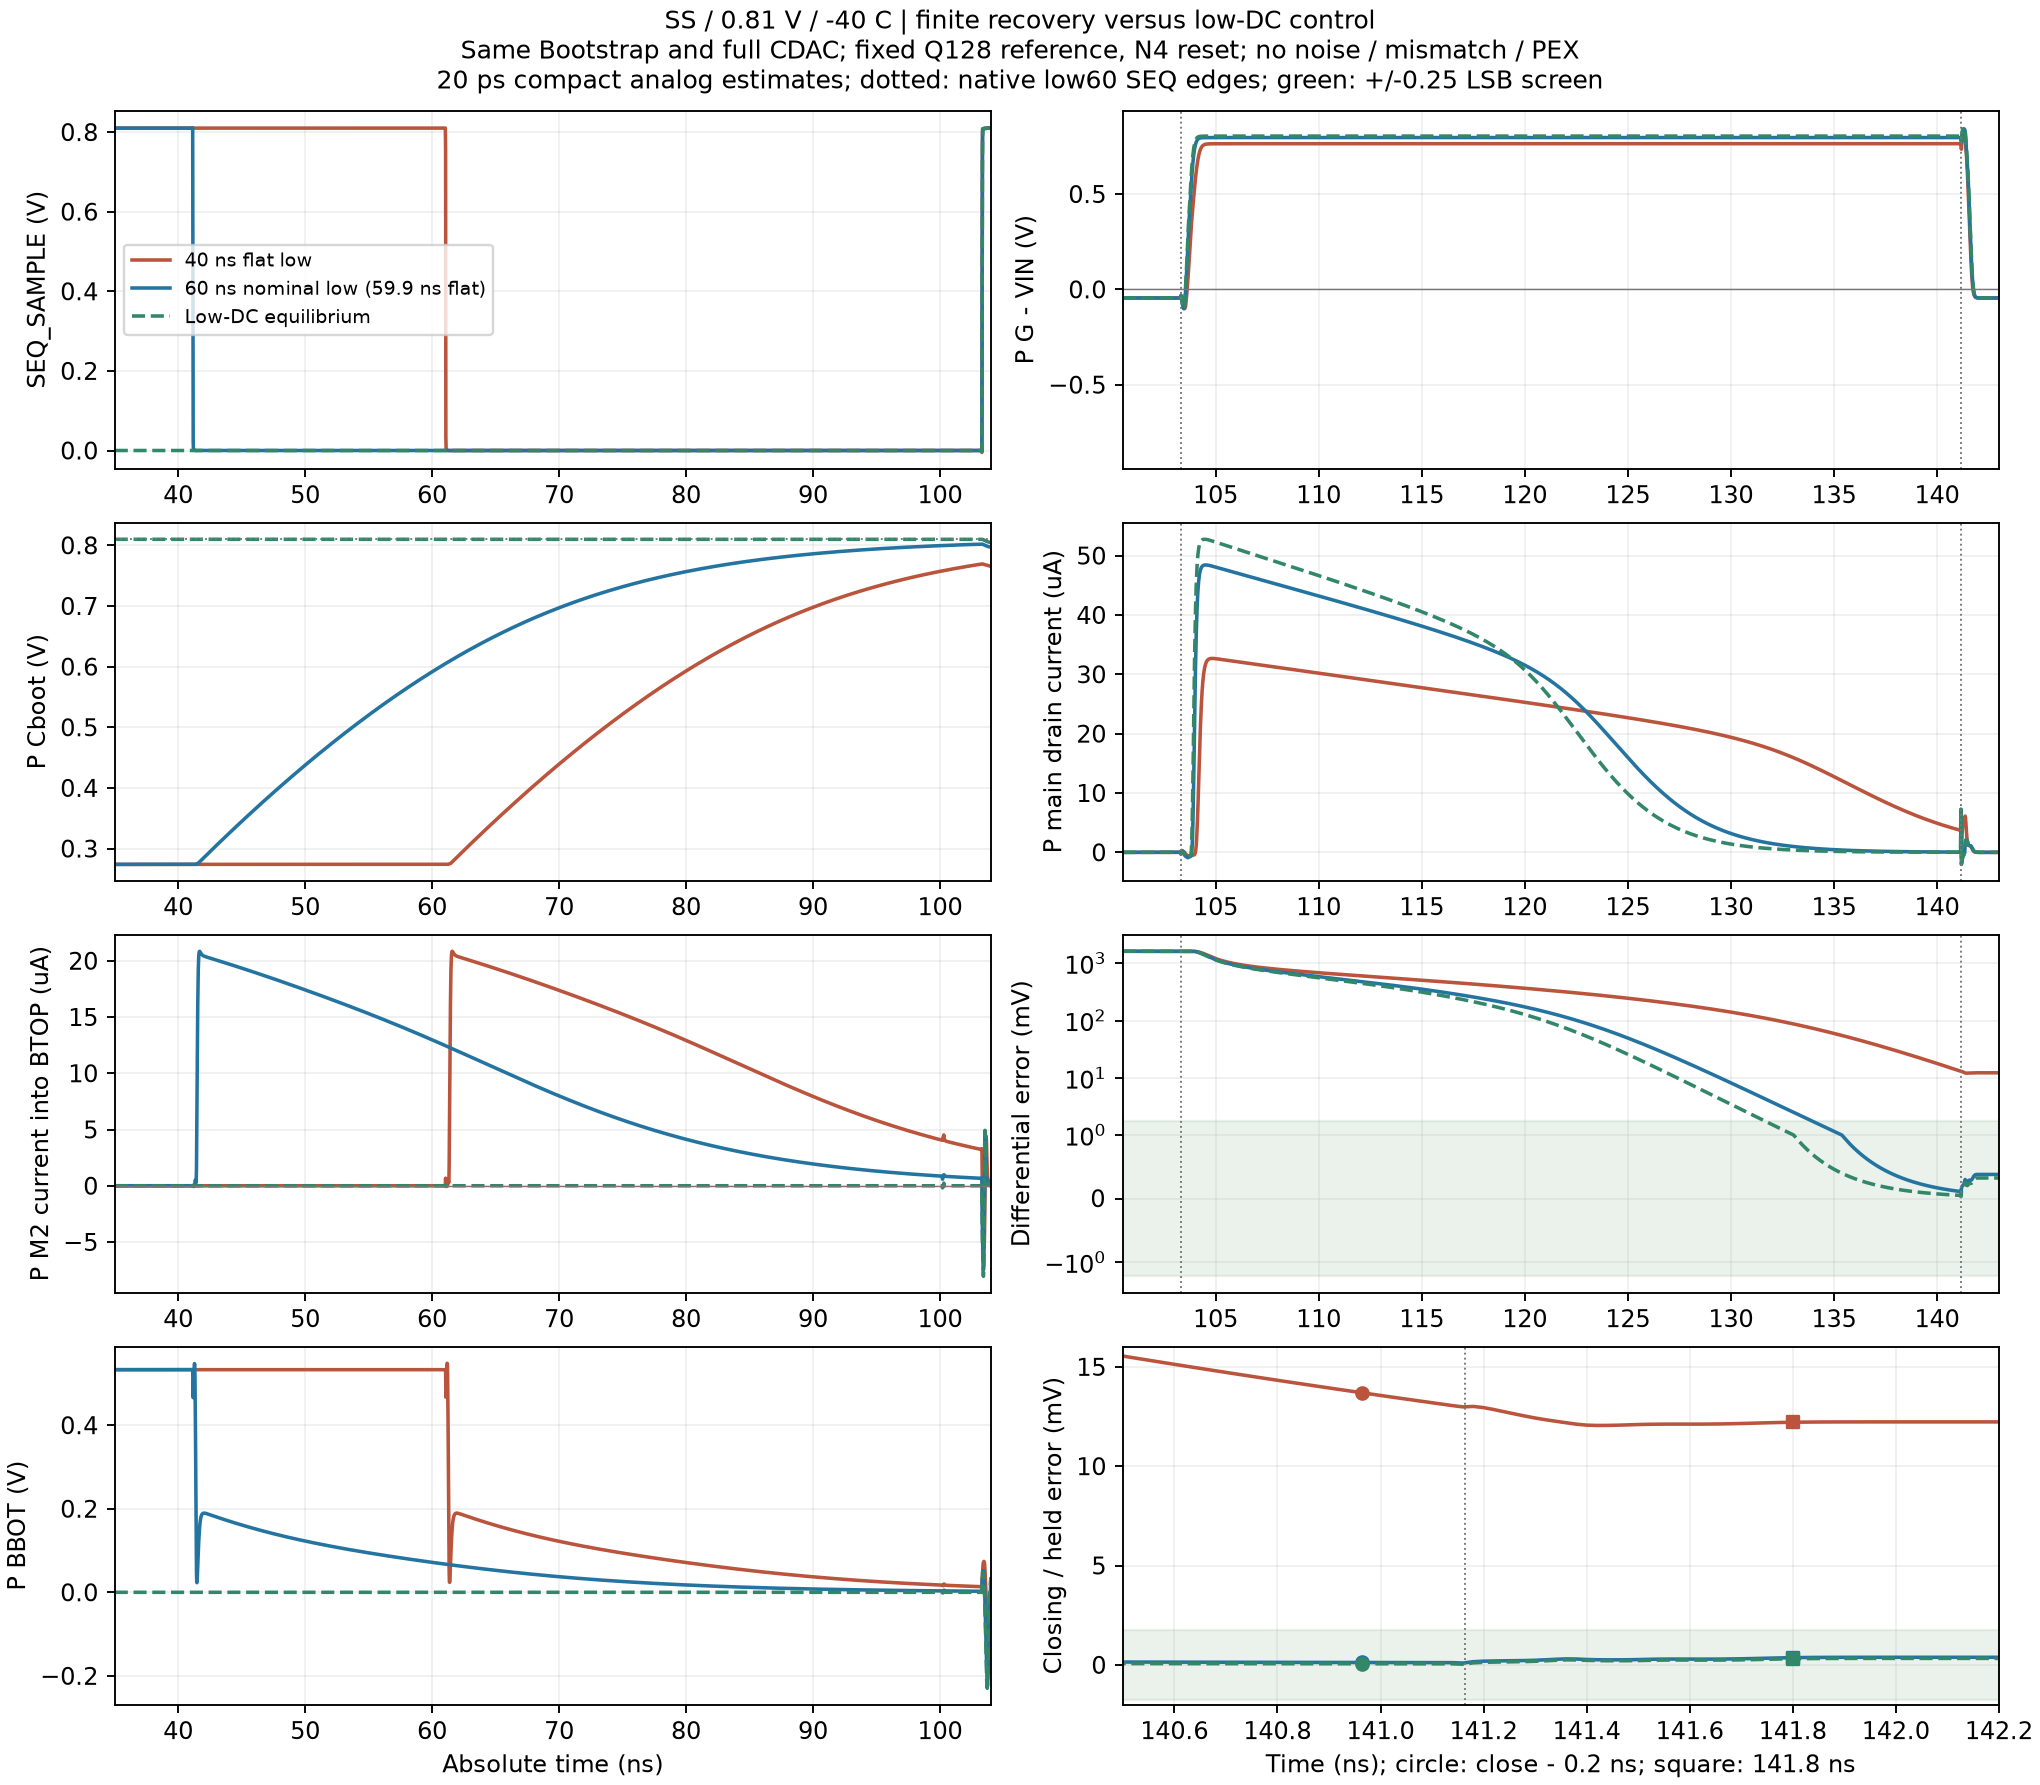 SS / 0.81 V / -40 C | finite recovery versus low-DC control
Same Bootstrap and full CDAC; fixed Q128 reference, N4 reset; no noise / mismatch / PEX
20 ps compact analog estimates; dotted: native low60 SEQ edges; green: +/-0.25 LSB screen
SEQ_SAMPLE (V)
0.8
0.6
0.4
0.2
0.0
40 ns flat low
60 ns nominal low (59.9 ns flat)
Low-DC equilibrium
40 50 60 70 80 90 100
P G - VIN (V)
0.5
0.0
−0.5
105 110 115 120 125 130 135 140
P Cboot (V)
0.8
0.7
0.6
0.5
0.4
0.3
40 50 60 70 80 90 100
P main drain current (uA)
50
40
30
20
10
0
105 110 115 120 125 130 135 140
P M2 current into BTOP (uA)
20
15
10
5
0
−5
40 50 60 70 80 90 100
Differential error (mV)
10³
10²
10¹
10⁰
0
−10⁰
105 110 115 120 125 130 135 140
P BBOT (V)
0.4
0.2
0.0
−0.2
40 50 60 70 80 90 100
Absolute time (ns)
Closing / held error (mV)
15
10
5
0
140.6 140.8 141.0 141.2 141.4 141.6 141.8 142.0 142.2
Time (ns); circle: close - 0.2 ns; square: 141.8 ns